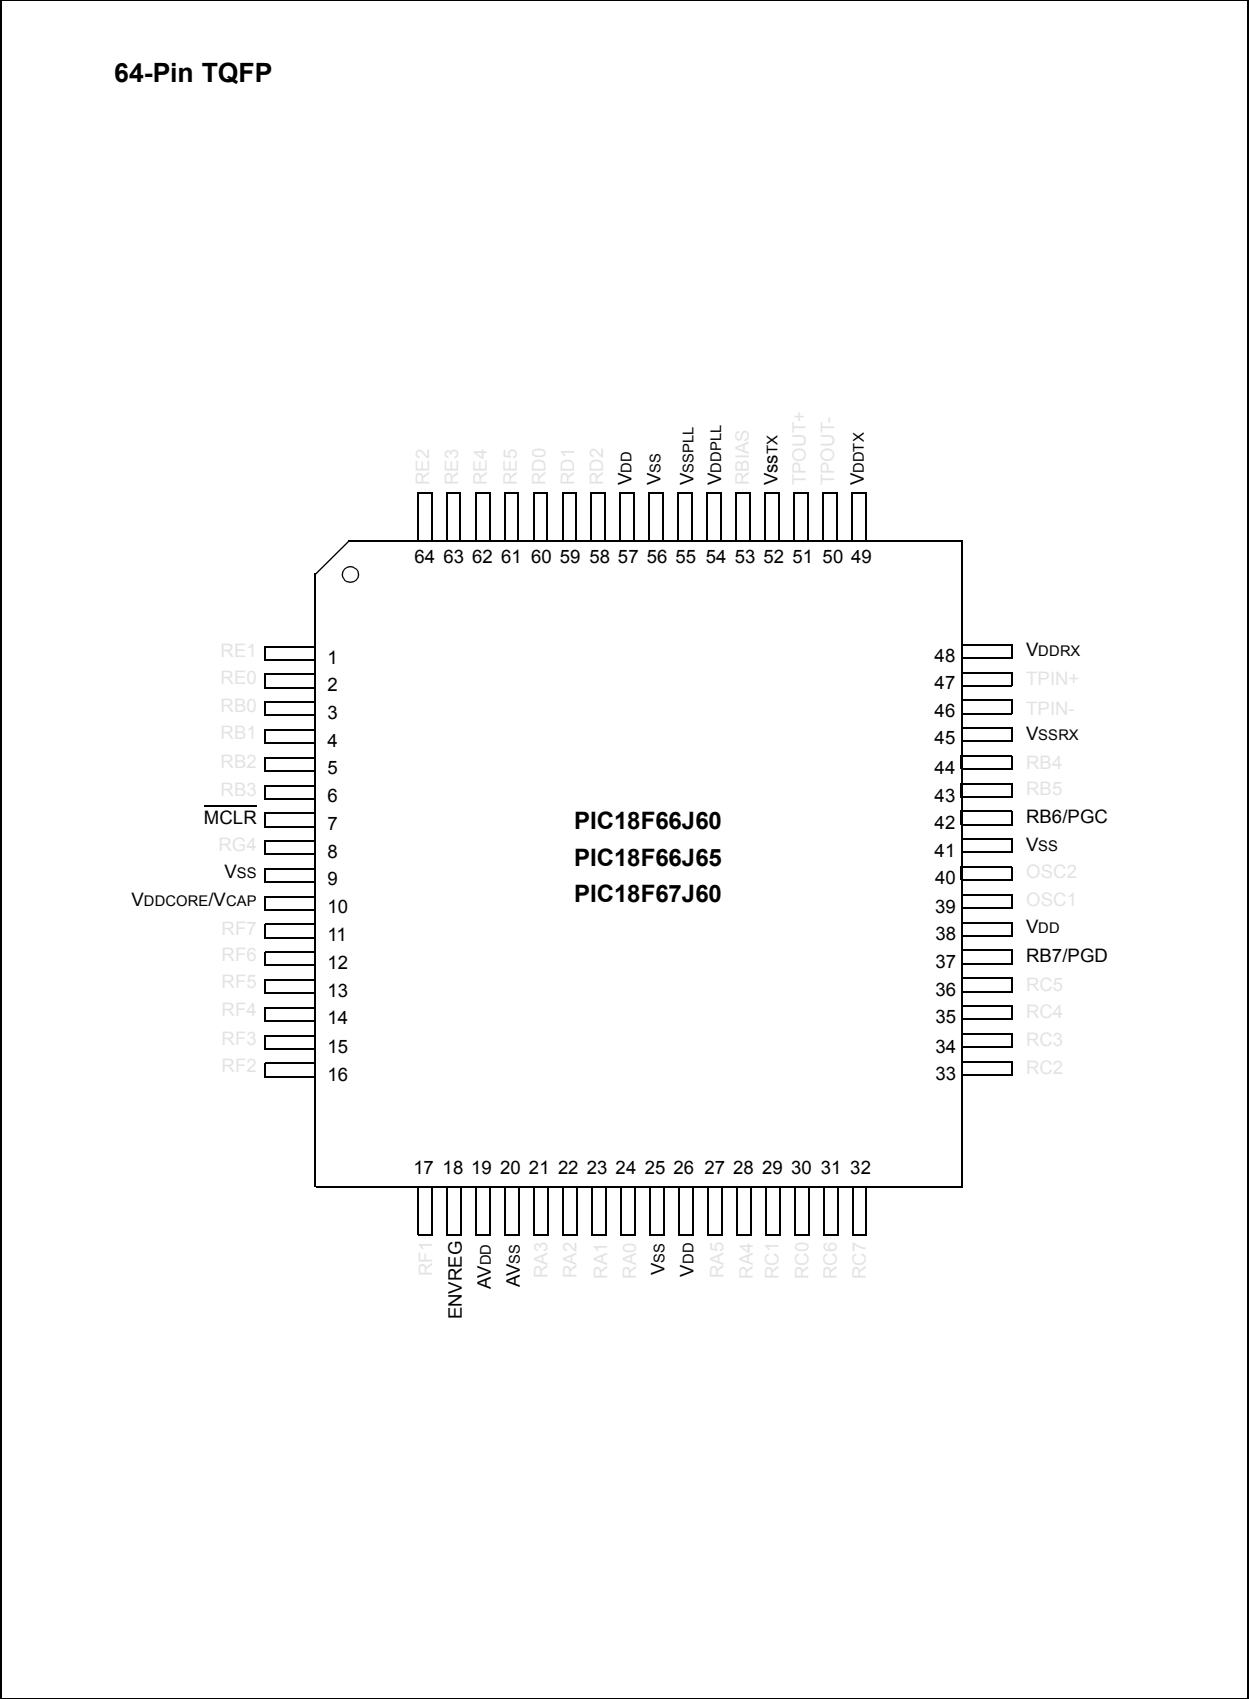 64-Pin TQFP
RE2 RE3 RE4 RE5 RD0 RD1 RD2 VDD VSS VSSPLL VDDPLL RBIAS VssTX TPOUT+ TPOUT- VDDTX
64 63 62 61 60 59 58 57 56 55 54 53 52 51 50 49
RE1 1 48 VDDRX
RE0 2 47 TPIN+
RB0 3 46 TPIN-
RB1 4 45 VSSRX
RB2 5 44 RB4
RB3 6 43 RB5
MCLR 7 42 RB6/PGC
RG4 8 41 VSS
VSS 9 40 OSC2
VDDCORE/VCAP 10 39 OSC1
RF7 11 38 VDD
RF6 12 37 RB7/PGD
RF5 13 36 RC5
RF4 14 35 RC4
RF3 15 34 RC3
RF2 16 33 RC2
PIC18F66J60
PIC18F66J65
PIC18F67J60
17 18 19 20 21 22 23 24 25 26 27 28 29 30 31 32
RF1 ENVREG AVDD AVSS RA3 RA2 RA1 RA0 VSS VDD RA5 RA4 RC1 RC0 RC6 RC7